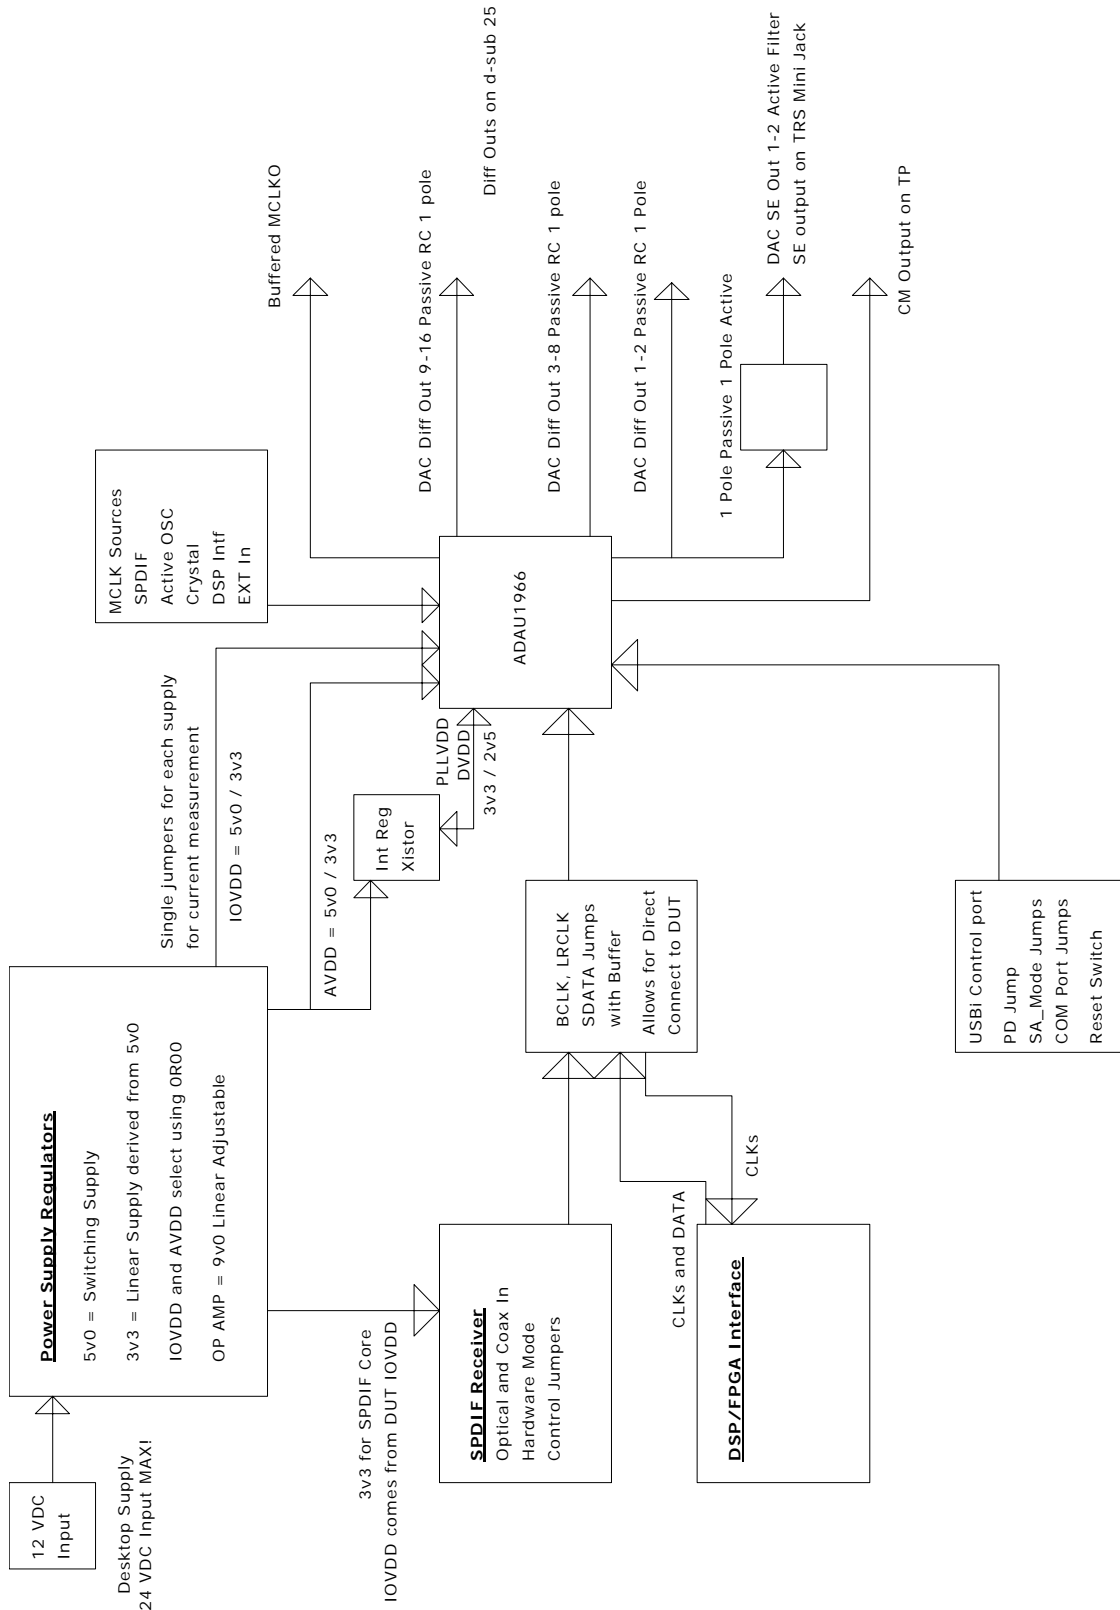 12 VDC
Input
Desktop Supply
24 VDC Input MAX!
Power Supply Regulators
5v0 = Switching Supply
3v3 = Linear Supply derived from 5v0
IOVDD and AVDD select using 0R00
OP AMP = 9v0 Linear Adjustable
Single jumpers for each supply
for current measurement
IOVDD = 5v0 / 3v3
AVDD = 5v0 / 3v3
Int Reg
Xistor
PLLVDD
DVDD
3v3 / 2v5
MCLK Sources
SPDIF
Active OSC
Crystal
DSP Intf
EXT In
ADAU1966
Buffered MCLKO
DAC Diff Out 9-16 Passive RC 1 pole
Diff Outs on d-sub 25
DAC Diff Out 3-8 Passive RC 1 pole
DAC Diff Out 1-2 Passive RC 1 Pole
1 Pole Passive 1 Pole Active
DAC SE Out 1-2 Active Filter
SE output on TRS Mini Jack
CM Output on TP
3v3 for SPDIF Core
IOVDD comes from DUT IOVDD
SPDIF Receiver
Optical and Coax In
Hardware Mode
Control Jumpers
BCLK, LRCLK
SDATA Jumps
with Buffer
Allows for Direct
Connect to DUT
CLKs and DATA
CLKs
DSP/FPGA Interface
USBi Control port
PD Jump
SA_Mode Jumps
COM Port Jumps
Reset Switch